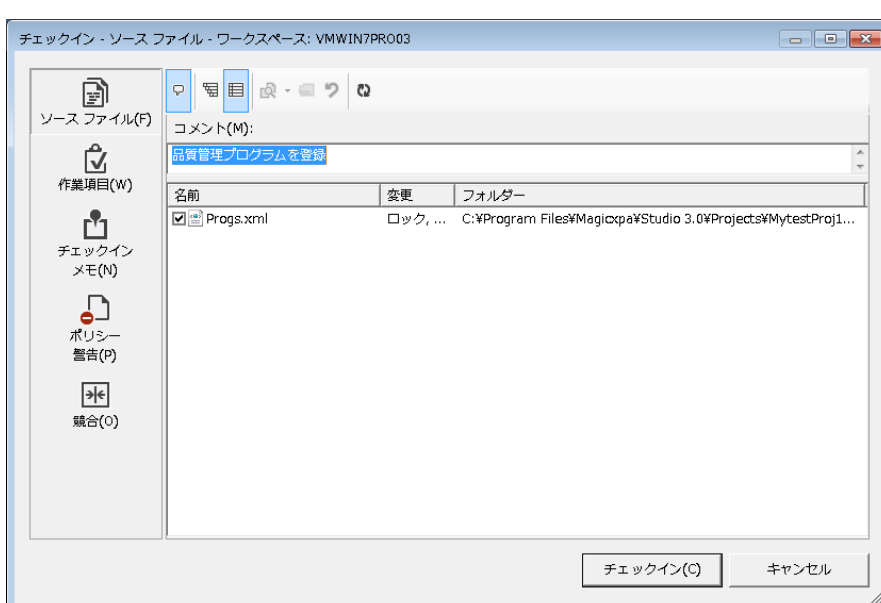 チェックイン - ソース ファイル - ワークスペース: VMWIN7PRO03
ソース ファイル(F)
作業項目(W)
チェックイン
メモ(N)
ポリシー
警告(P)
競合(O)
コメント(M):
品質管理プログラムを登録
名前 変更 フォルダー
Progs.xml ロック, ... C:¥Program Files¥Magicxpa¥Studio 3.0¥Projects¥MytestProj1...
チェックイン(C) キャンセル